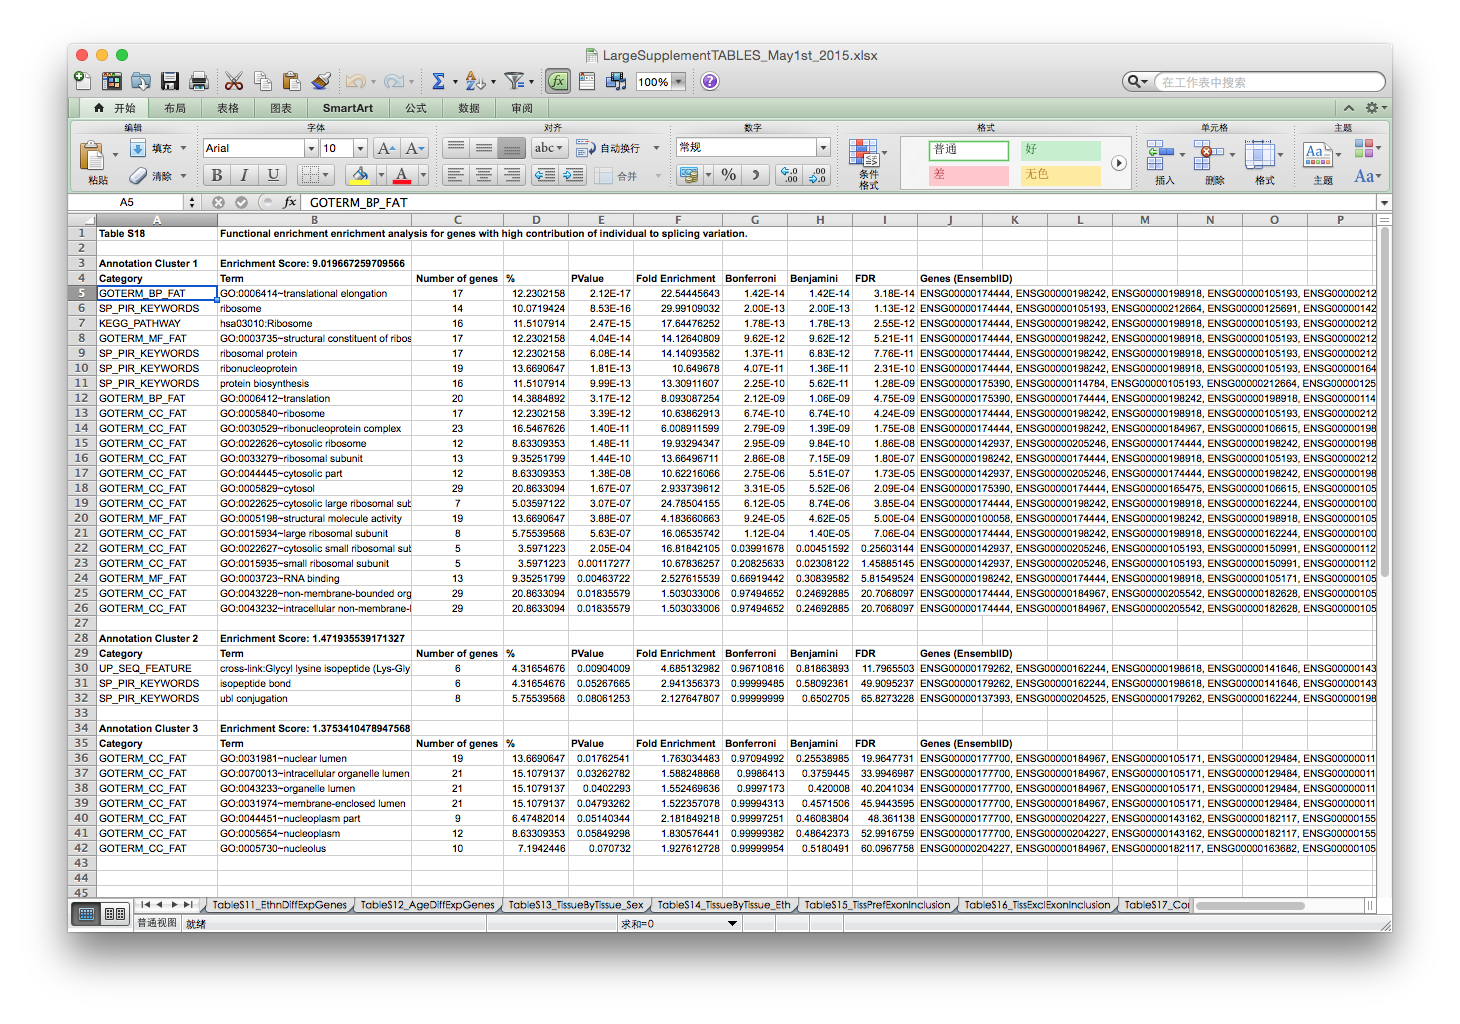 LargeSupplementTABLES_May1st_2015.xlsx
100% 在工作表中搜索
开始 布局 表格 图表 SmartArt 公式 数据 审阅
编辑 字体 对齐 数字 格式 单元格 主题
粘贴 填充 Arial 10 A A abc 自动换行 常规 条件格式 普通 好 插入 删除 格式 主题
清除 B I U A 合并 % 差 无色 Aa
A5 fx GOTERM_BP_FAT
A B C D E F G H I J K L M N O P
1 Table S18 Functional enrichment enrichment analysis for genes with high contribution of individual to splicing variation.
2
3 Annotation Cluster 1 Enrichment Score: 9.019667259709566
4 Category Term Number of genes % PValue Fold Enrichment Bonferroni Benjamini FDR Genes (EnsemblID)
5 GOTERM_BP_FAT GO:0006414~translational elongation 17 12.2302158 2.12E-17 22.54445643 1.42E-14 1.42E-14 3.18E-14 ENSG00000174444, ENSG00000198242, ENSG00000198918, ENSG00000105193, ENSG00000212
6 SP_PIR_KEYWORDS ribosome 14 10.0719424 8.53E-16 29.99109032 2.00E-13 2.00E-13 1.13E-12 ENSG00000174444, ENSG00000105193, ENSG00000212664, ENSG00000125691, ENSG00000142
7 KEGG_PATHWAY hsa03010:Ribosome 16 11.5107914 2.47E-15 17.64476252 1.78E-13 1.78E-13 2.55E-12 ENSG00000174444, ENSG00000198242, ENSG00000198918, ENSG00000105193, ENSG00000212
8 GOTERM_MF_FAT GO:0003735~structural constituent of ribos 17 12.2302158 4.04E-14 14.12640809 9.62E-12 9.62E-12 5.21E-11 ENSG00000174444, ENSG00000198242, ENSG00000198918, ENSG00000105193, ENSG00000212
9 SP_PIR_KEYWORDS ribosomal protein 17 12.2302158 6.08E-14 14.14093582 1.37E-11 6.83E-12 7.76E-11 ENSG00000174444, ENSG00000198242, ENSG00000198918, ENSG00000105193, ENSG00000212
10 SP_PIR_KEYWORDS ribonucleoprotein 19 13.6690647 1.81E-13 10.649678 4.07E-11 1.36E-11 2.31E-10 ENSG00000174444, ENSG00000198242, ENSG00000198918, ENSG00000105193, ENSG00000164
11 SP_PIR_KEYWORDS protein biosynthesis 16 11.5107914 9.99E-13 13.30911607 2.25E-10 5.62E-11 1.28E-09 ENSG00000175390, ENSG00000114784, ENSG00000105193, ENSG00000212664, ENSG00000125
12 GOTERM_BP_FAT GO:0006412~translation 20 14.3884892 3.17E-12 8.093087254 2.12E-09 1.06E-09 4.75E-09 ENSG00000175390, ENSG00000174444, ENSG00000198242, ENSG00000198918, ENSG00000114
13 GOTERM_CC_FAT GO:0005840~ribosome 17 12.2302158 3.39E-12 10.63862913 6.74E-10 6.74E-10 4.24E-09 ENSG00000174444, ENSG00000198242, ENSG00000198918, ENSG00000105193, ENSG00000212
14 GOTERM_CC_FAT GO:0030529~ribonucleoprotein complex 23 16.5467626 1.40E-11 6.008911599 2.79E-09 1.39E-09 1.75E-08 ENSG00000174444, ENSG00000198242, ENSG00000184967, ENSG00000106615, ENSG00000198
15 GOTERM_CC_FAT GO:0022626~cytosolic ribosome 12 8.63309353 1.48E-11 19.93294347 2.95E-09 9.84E-10 1.86E-08 ENSG00000142937, ENSG00000205246, ENSG00000174444, ENSG00000198242, ENSG00000198
16 GOTERM_CC_FAT GO:0033279~ribosomal subunit 13 9.35251799 1.44E-10 13.66496711 2.86E-08 7.15E-09 1.80E-07 ENSG00000198242, ENSG00000174444, ENSG00000198918, ENSG00000105193, ENSG00000212
17 GOTERM_CC_FAT GO:0044445~cytosolic part 12 8.63309353 1.38E-08 10.62216066 2.75E-06 5.51E-07 1.73E-05 ENSG00000142937, ENSG00000205246, ENSG00000174444, ENSG00000198242, ENSG00000198
18 GOTERM_CC_FAT GO:0005829~cytosol 29 20.8633094 1.67E-07 2.933739612 3.31E-05 5.52E-06 2.09E-04 ENSG00000175390, ENSG00000174444, ENSG00000165475, ENSG00000106615, ENSG00000105
19 GOTERM_CC_FAT GO:0022625~cytosolic large ribosomal sub 7 5.03597122 3.07E-07 24.78504155 6.12E-05 8.74E-06 3.85E-04 ENSG00000174444, ENSG00000198242, ENSG00000198918, ENSG00000162244, ENSG00000100
20 GOTERM_MF_FAT GO:0005198~structural molecule activity 19 13.6690647 3.88E-07 4.183660663 9.24E-05 4.62E-05 5.00E-04 ENSG00000100058, ENSG00000174444, ENSG00000198242, ENSG00000198918, ENSG00000105
21 GOTERM_CC_FAT GO:0015934~large ribosomal subunit 8 5.75539568 5.63E-07 16.06535742 1.12E-04 1.40E-05 7.06E-04 ENSG00000174444, ENSG00000198242, ENSG00000198918, ENSG00000162244, ENSG00000100
22 GOTERM_CC_FAT GO:0022627~cytosolic small ribosomal sub 5 3.5971223 2.05E-04 16.81842105 0.03991678 0.00451592 0.25603144 ENSG00000142937, ENSG00000205246, ENSG00000105193, ENSG00000150991, ENSG00000112
23 GOTERM_CC_FAT GO:0015935~small ribosomal subunit 5 3.5971223 0.00117277 10.67836257 0.20825633 0.02308122 1.45885145 ENSG00000142937, ENSG00000205246, ENSG00000105193, ENSG00000150991, ENSG00000112
24 GOTERM_MF_FAT GO:0003723~RNA binding 13 9.35251799 0.00463722 2.527615539 0.66919442 0.30839582 5.81549524 ENSG00000198242, ENSG00000174444, ENSG00000198918, ENSG00000105171, ENSG00000105
25 GOTERM_CC_FAT GO:0043228~non-membrane-bounded org 29 20.8633094 0.01835579 1.503033006 0.97494652 0.24692885 20.7068097 ENSG00000174444, ENSG00000184967, ENSG00000205542, ENSG00000182628, ENSG00000105
26 GOTERM_CC_FAT GO:0043232~intracellular non-membrane-l 29 20.8633094 0.01835579 1.503033006 0.97494652 0.24692885 20.7068097 ENSG00000174444, ENSG00000184967, ENSG00000205542, ENSG00000182628, ENSG00000105
27
28 Annotation Cluster 2 Enrichment Score: 1.471935539171327
29 Category Term Number of genes % PValue Fold Enrichment Bonferroni Benjamini FDR Genes (EnsemblID)
30 UP_SEQ_FEATURE cross-link:Glycyl lysine isopeptide (Lys-Gly 6 4.31654676 0.00904009 4.685132982 0.96710816 0.81863893 11.7965503 ENSG00000179262, ENSG00000162244, ENSG00000198618, ENSG00000141646, ENSG00000143
31 SP_PIR_KEYWORDS isopeptide bond 6 4.31654676 0.05267665 2.941356373 0.99999485 0.58092361 49.9095237 ENSG00000179262, ENSG00000162244, ENSG00000198618, ENSG00000141646, ENSG00000143
32 SP_PIR_KEYWORDS ubl conjugation 8 5.75539568 0.08061253 2.127647807 0.99999999 0.6502705 65.8273228 ENSG00000137393, ENSG00000204525, ENSG00000179262, ENSG00000162244, ENSG00000198
33
34 Annotation Cluster 3 Enrichment Score: 1.3753410478947568
35 Category Term Number of genes % PValue Fold Enrichment Bonferroni Benjamini FDR Genes (EnsemblID)
36 GOTERM_CC_FAT GO:0031981~nuclear lumen 19 13.6690647 0.01762541 1.763034483 0.97094992 0.25538985 19.9647731 ENSG00000177700, ENSG00000184967, ENSG00000105171, ENSG00000129484, ENSG00000011
37 GOTERM_CC_FAT GO:0070013~intracellular organelle lumen 21 15.1079137 0.03262782 1.588248868 0.9986413 0.3759445 33.9946987 ENSG00000177700, ENSG00000184967, ENSG00000105171, ENSG00000129484, ENSG00000011
38 GOTERM_CC_FAT GO:0043233~organelle lumen 21 15.1079137 0.0402293 1.552469636 0.9997173 0.420008 40.2041034 ENSG00000177700, ENSG00000184967, ENSG00000105171, ENSG00000129484, ENSG00000011
39 GOTERM_CC_FAT GO:0031974~membrane-enclosed lumen 21 15.1079137 0.04793262 1.522357078 0.99994313 0.4571506 45.9443595 ENSG00000177700, ENSG00000184967, ENSG00000105171, ENSG00000129484, ENSG00000011
40 GOTERM_CC_FAT GO:0044451~nucleoplasm part 9 6.47482014 0.05140344 2.181849218 0.99997251 0.46083804 48.361138 ENSG00000177700, ENSG00000204227, ENSG00000143162, ENSG00000182117, ENSG00000155
41 GOTERM_CC_FAT GO:0005654~nucleoplasm 12 8.63309353 0.05849298 1.830576441 0.99999382 0.48642373 52.9916759 ENSG00000177700, ENSG00000204227, ENSG00000143162, ENSG00000182117, ENSG00000155
42 GOTERM_CC_FAT GO:0005730~nucleolus 10 7.1942446 0.070732 1.927612728 0.99999954 0.5180491 60.0967758 ENSG00000204227, ENSG00000184967, ENSG00000182117, ENSG00000163682, ENSG00000105
43
44
45
TableS11_EthnDiffExpGenes TableS12_AgeDiffExpGenes TableS13_TissueByTissue_Sex TableS14_TissueByTissue_Eth TableS15_TissPrefExonInclusion TableS16_TissExclExonInclusion TableS17_Co
普通视图 就绪 求和=0